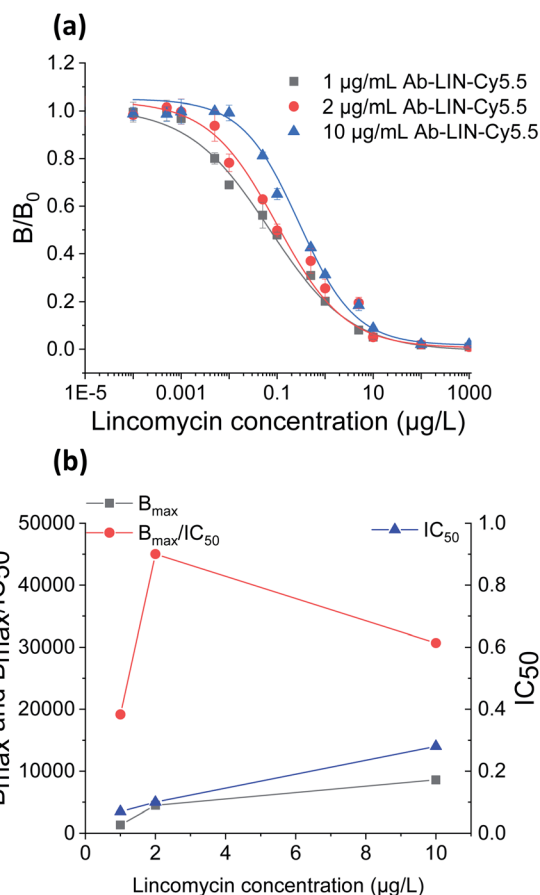 (a)
1.2
1.0
0.8
0.6
0.4
0.2
0.0
B/B0
1 µg/mL Ab-LIN-Cy5.5
2 µg/mL Ab-LIN-Cy5.5
10 µg/mL Ab-LIN-Cy5.5
1E-5 0.001 0.1 10 1000
Lincomycin concentration (µg/L)
(b)
Bmax
Bmax/IC50
IC50
50000
40000
30000
20000
10000
0
Bmax and Bmax/IC50
1.0
0.8
0.6
0.4
0.2
0.0
IC50
0 2 4 6 8 10
Lincomycin concentration (µg/L)